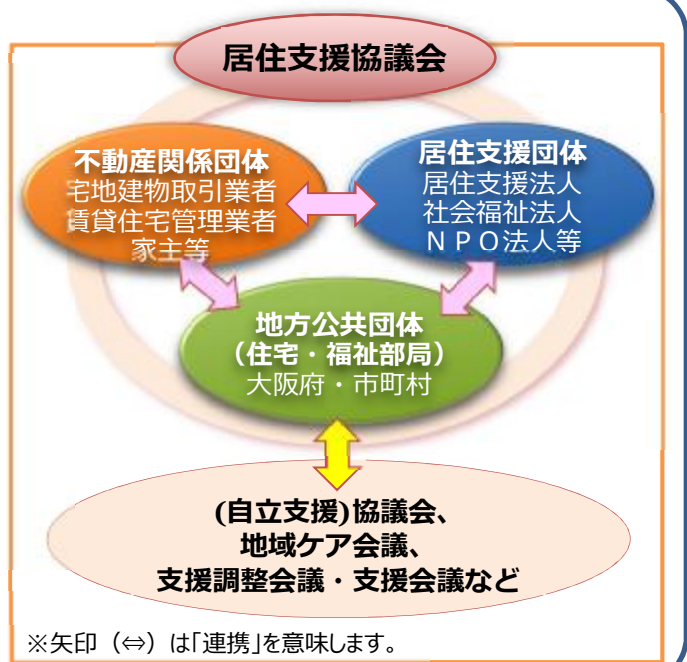 居住支援協議会
不動産関係団体
宅地建物取引業者
賃貸住宅管理業者
家主等
居住支援団体
居住支援法人
社会福祉法人
ＮＰＯ法人等
地方公共団体
（住宅・福祉部局）
大阪府・市町村
(自立支援)協議会、
地域ケア会議、
支援調整会議・支援会議など
※矢印（⇔）は「連携」を意味します。